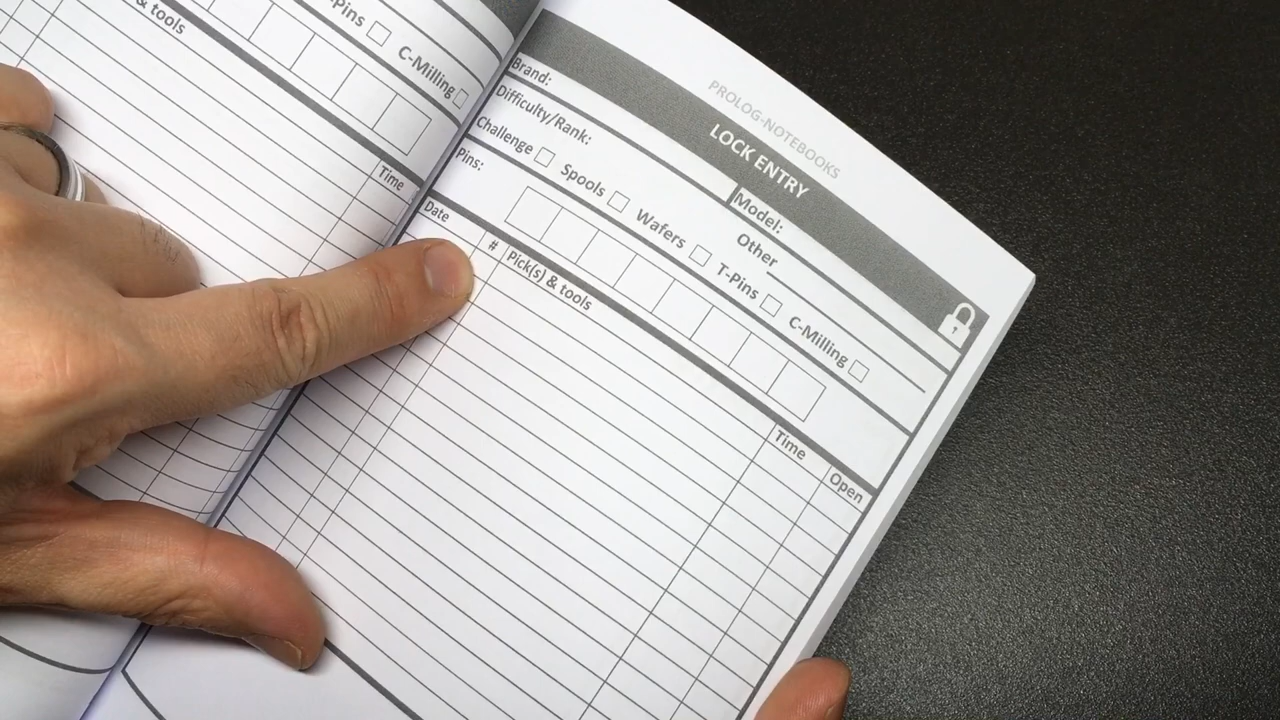 & tools
-Pins
C-Milling
Time
PROLOG-NOTEBOOKS
LOCK ENTRY
Brand:
Model:
Difficulty/Rank:
Other
Challenge Spools Wafers T-Pins C-Milling
Pins:
Date # Pick(s) & tools Time Open